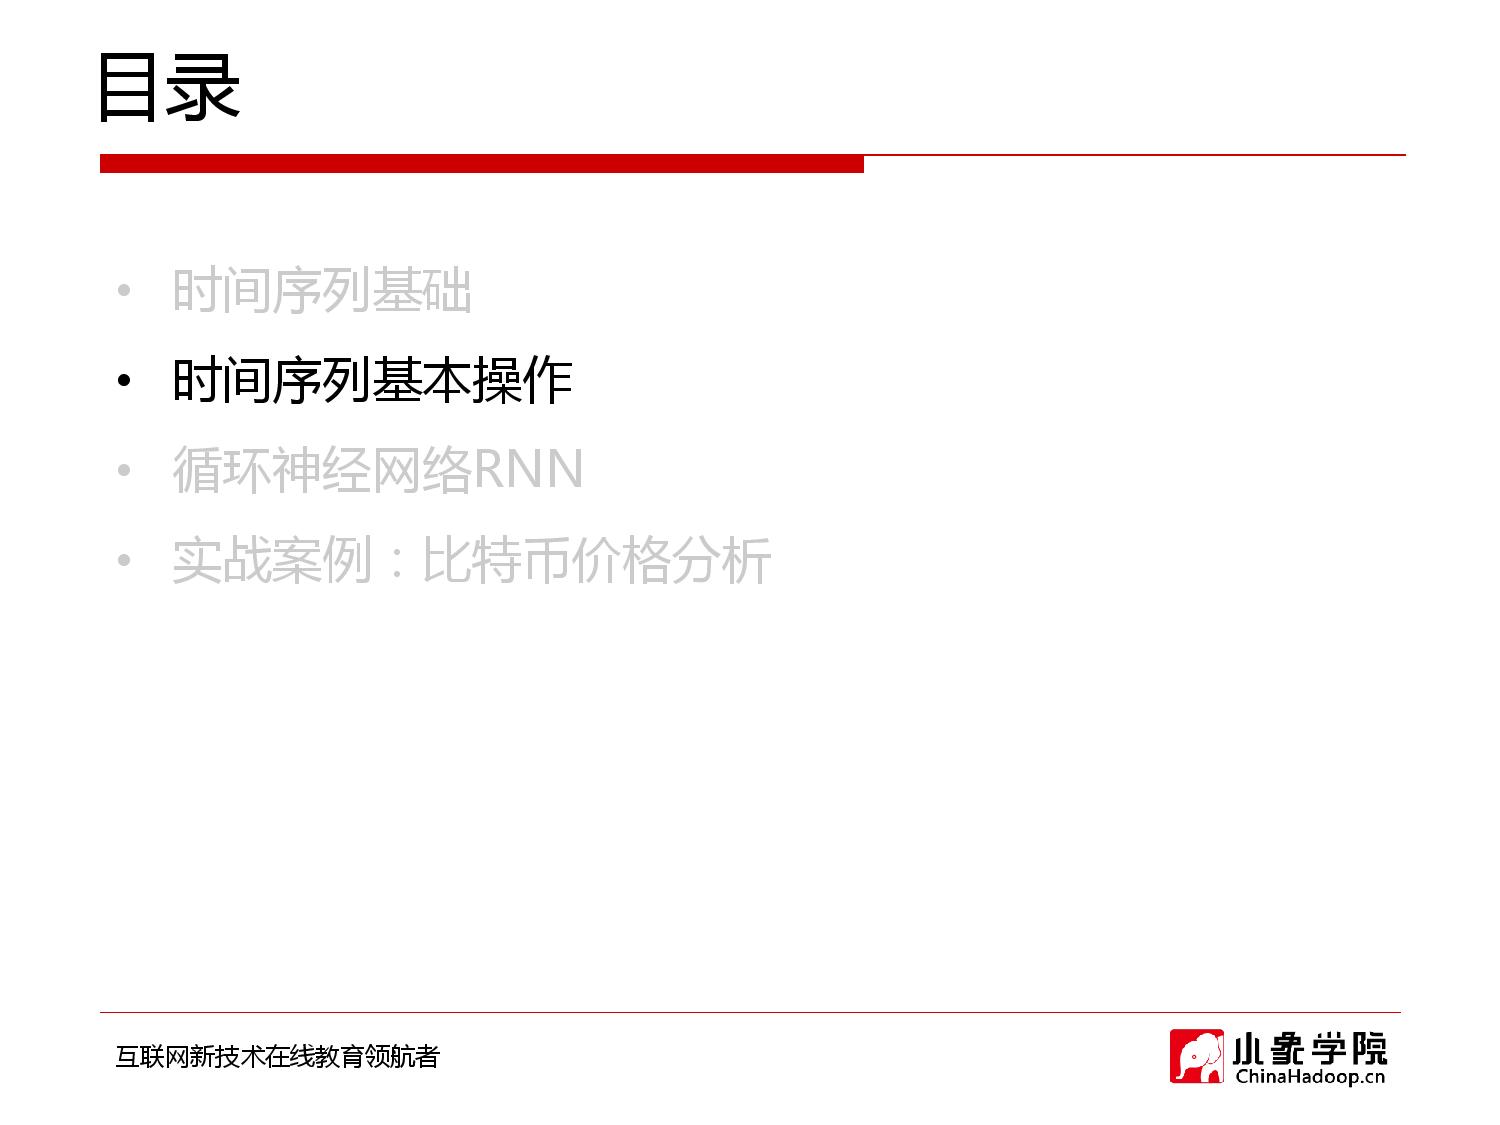 目录
• 时间序列基础
• 时间序列基本操作
• 循环神经网络RNN
• 实战案例：比特币价格分析
互联网新技术在线教育领航者
小象学院
ChinaHadoop.cn